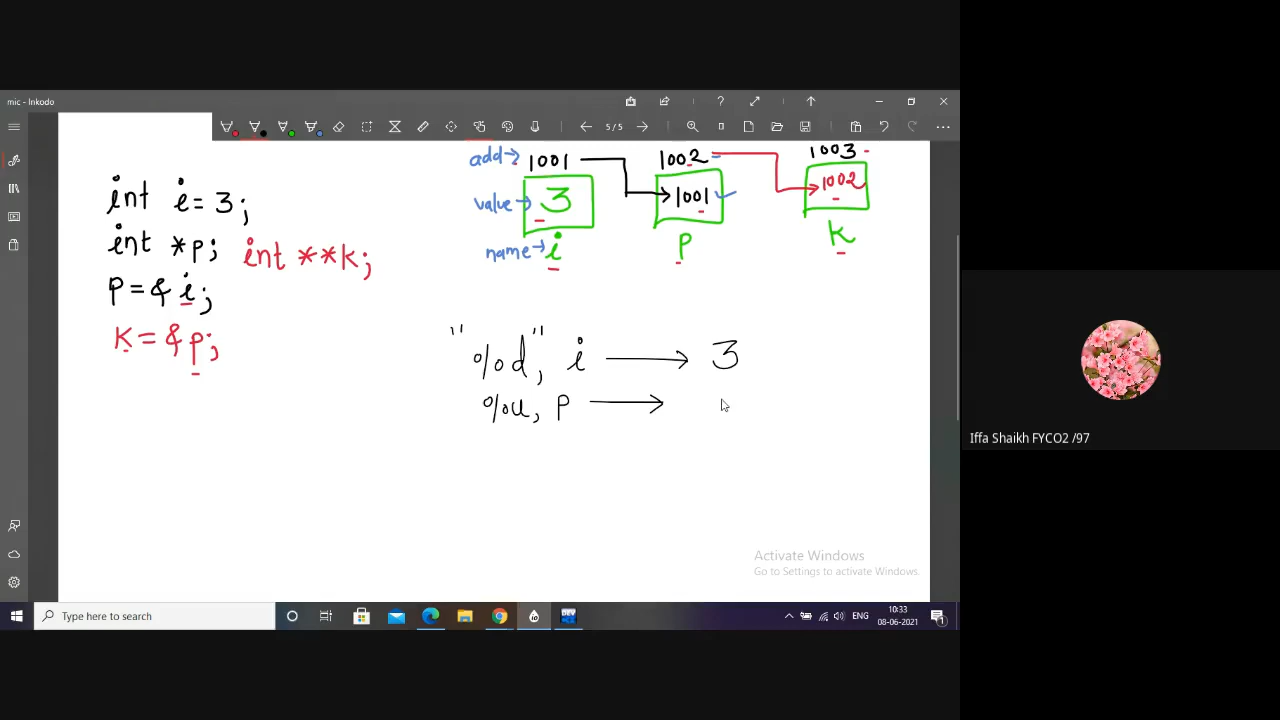 mic - Inkodo
5/5
add→ 1001 1002 1003
value→ 3 1001 1002
name→ i p k
int i = 3;
int *p; int **k;
P = & i;
K = & p;
"%d", i → 3
%u, p →
Activate Windows
Go to Settings to activate Windows.
Iffa Shaikh FYCO2 /97
Type here to search
ENG
10:33
08-06-2021